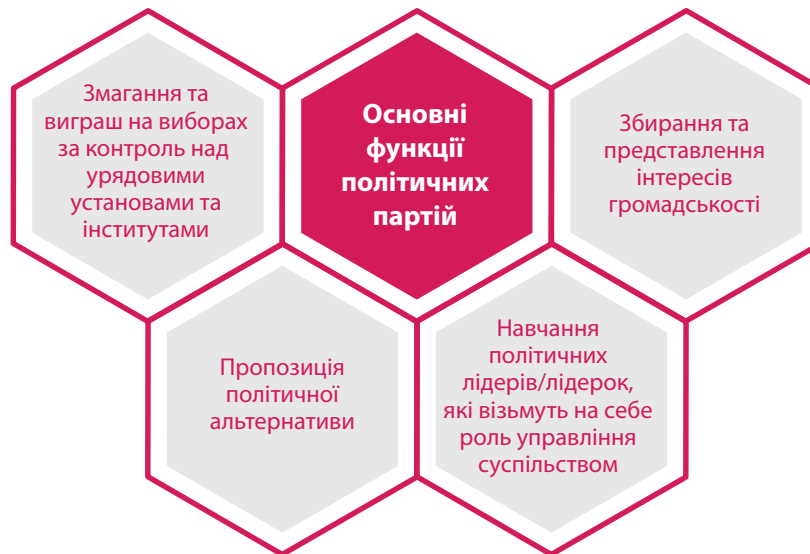 Змагання та
виграш на виборах
за контроль над
урядовими
установами та
інститутами
Основні
функції
політичних
партій
Збирання та
представлення
інтересів
громадськості
Пропозиція
політичної
альтернативи
Навчання
політичних
лідерів/лідерок,
які візьмуть на себе
роль управління
суспільством